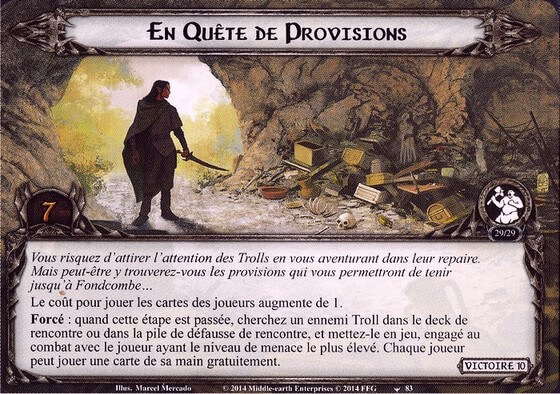 En Quête de Provisions
7
29/29
Vous risquez d'attirer l'attention des Trolls en vous aventurant dans leur repaire.
Mais peut-être y trouverez-vous les provisions qui vous permettront de tenir
jusqu'à Fondcombe…
Le coût pour jouer les cartes des joueurs augmente de 1.
Forcé : quand cette étape est passée, cherchez un ennemi Troll dans le deck de
rencontre ou dans la pile de défausse de rencontre, et mettez-le en jeu, engagé au
combat avec le joueur ayant le niveau de menace le plus élevé. Chaque joueur
peut jouer une carte de sa main gratuitement.
Victoire 10
Illus. Marcel Mercado © 2014 Middle-earth Enterprises © 2014 FFG 83